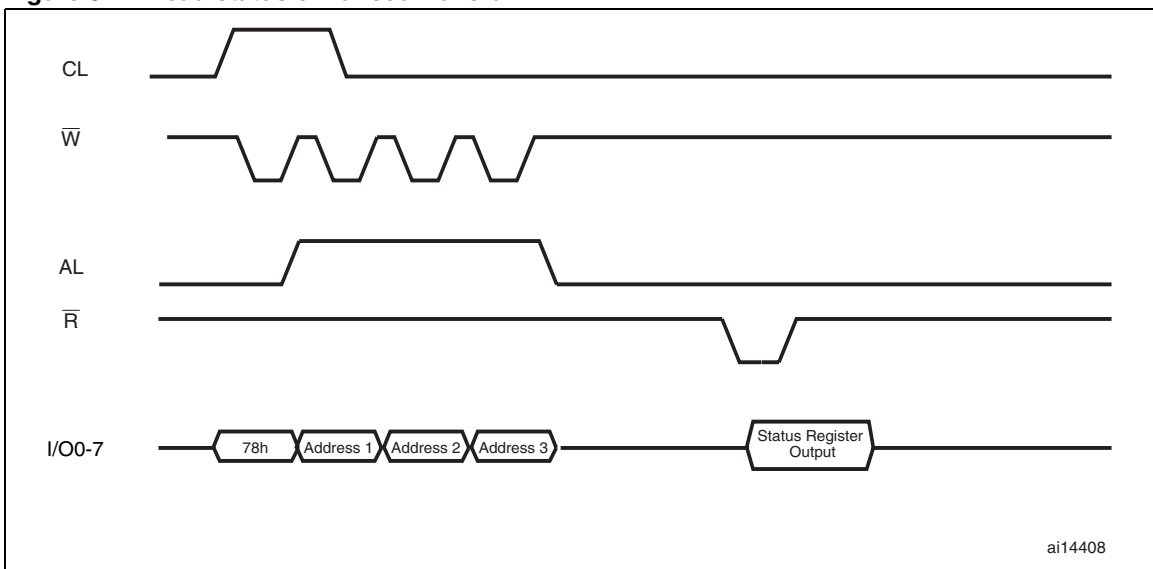 CL
W
AL
R
I/O0-7
78h
Address 1
Address 2
Address 3
Status Register
Output
ai14408